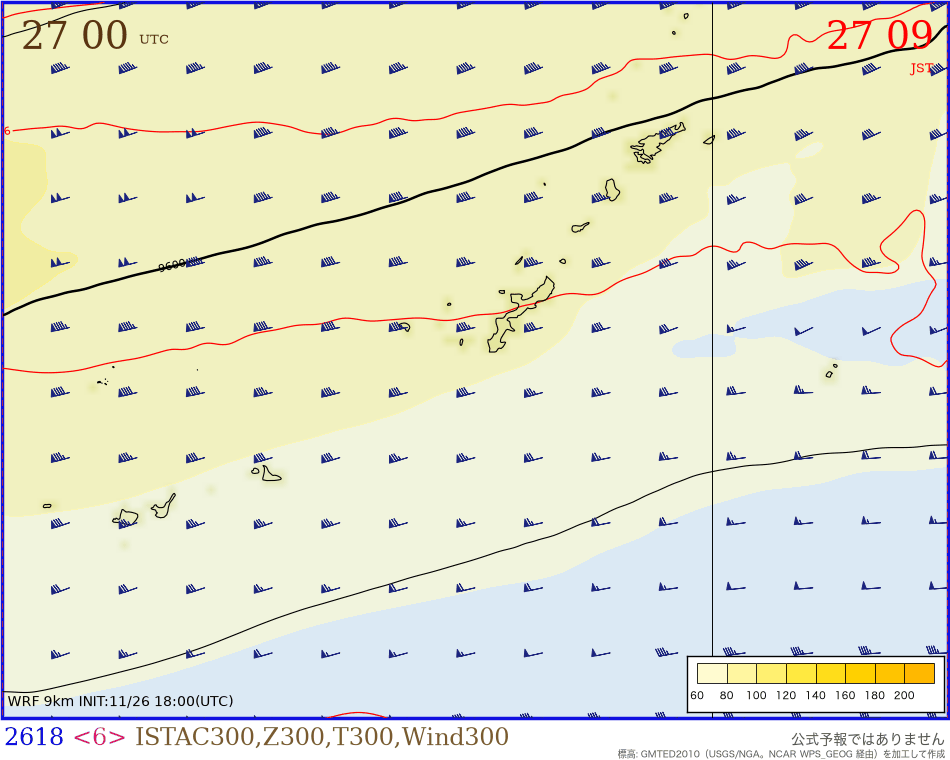 27 00 UTC
27 09
JST
6
9600
WRF 9km INIT:11/26 18:00(UTC)
60 80 100 120 140 160 180 200
2618 <6> ISTAC300,Z300,T300,Wind300
公式予報ではありません
標高: GMTED2010（USGS/NGA。NCAR WPS_GEOG 経由）を加工して作成